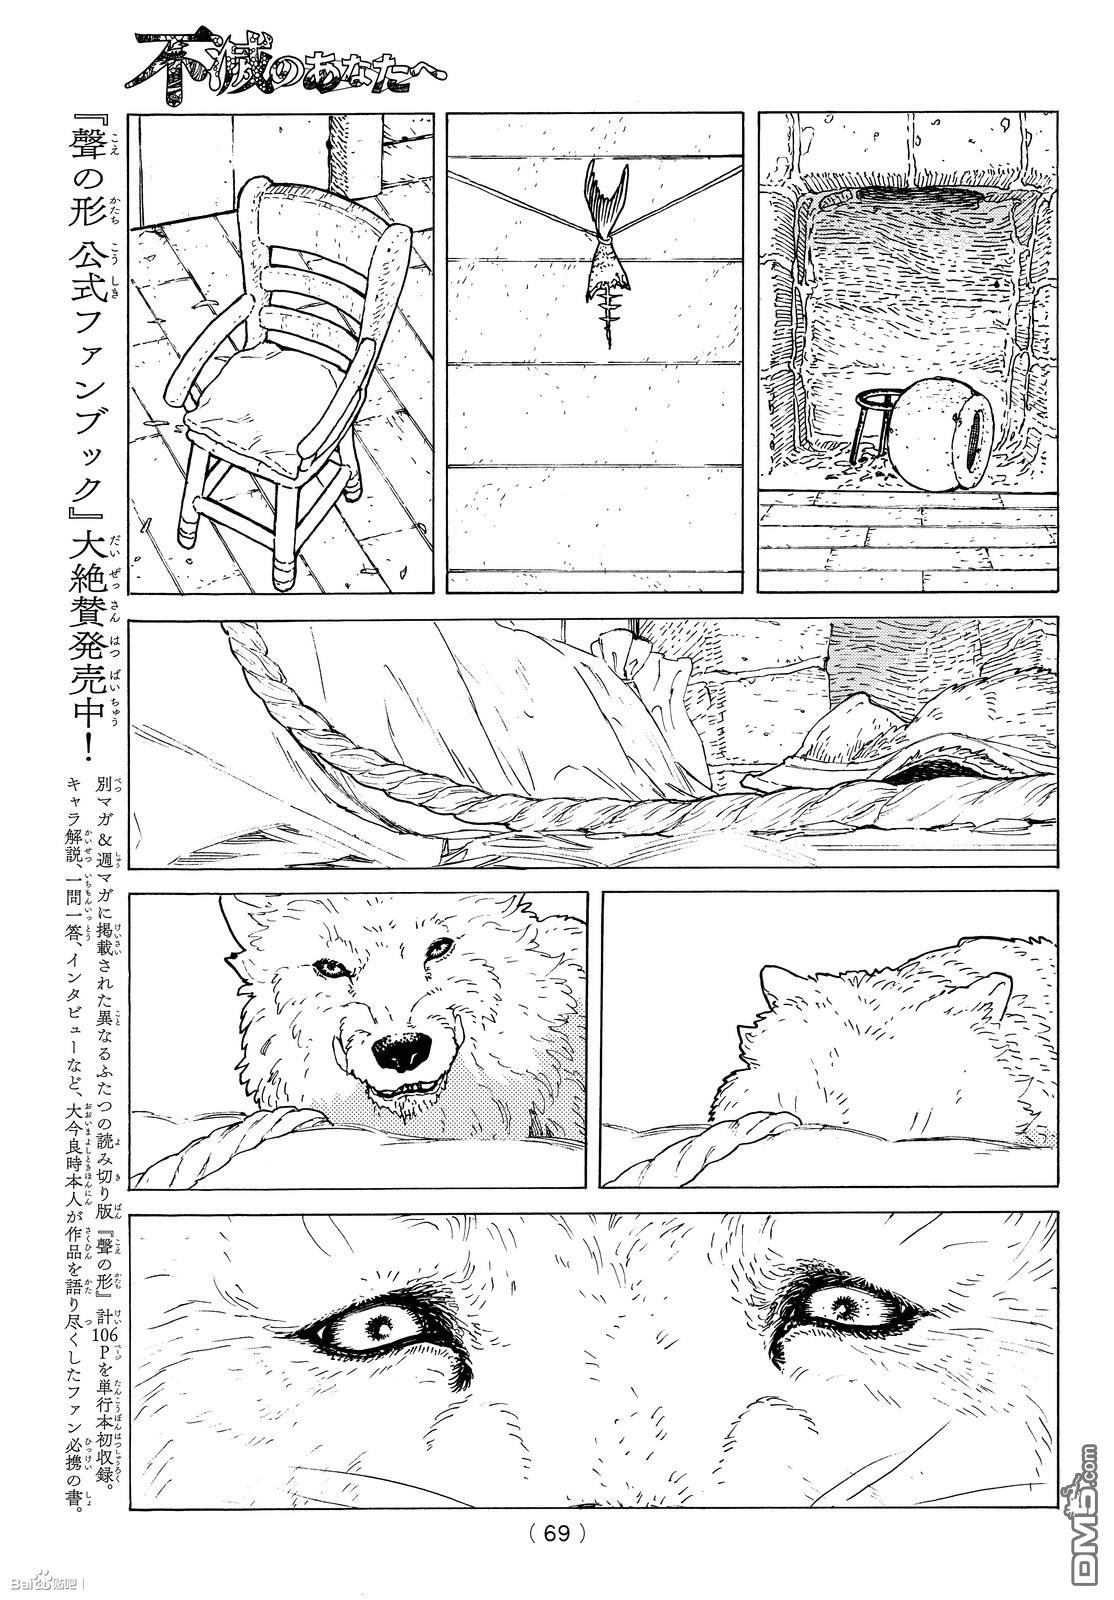 不滅のあなたへ
『聲の形 公式ファンブック』大絶賛発売中！
別マガ＆週マガに掲載された異なるふたつの読み切り版『聲の形』計106Pを単行本初収録。
キャラ解説、一問一答、インタビューなど、大今良時本人が作品を語り尽くしたファン必携の書。
( 69 )
Bai 贴吧
DM5.com